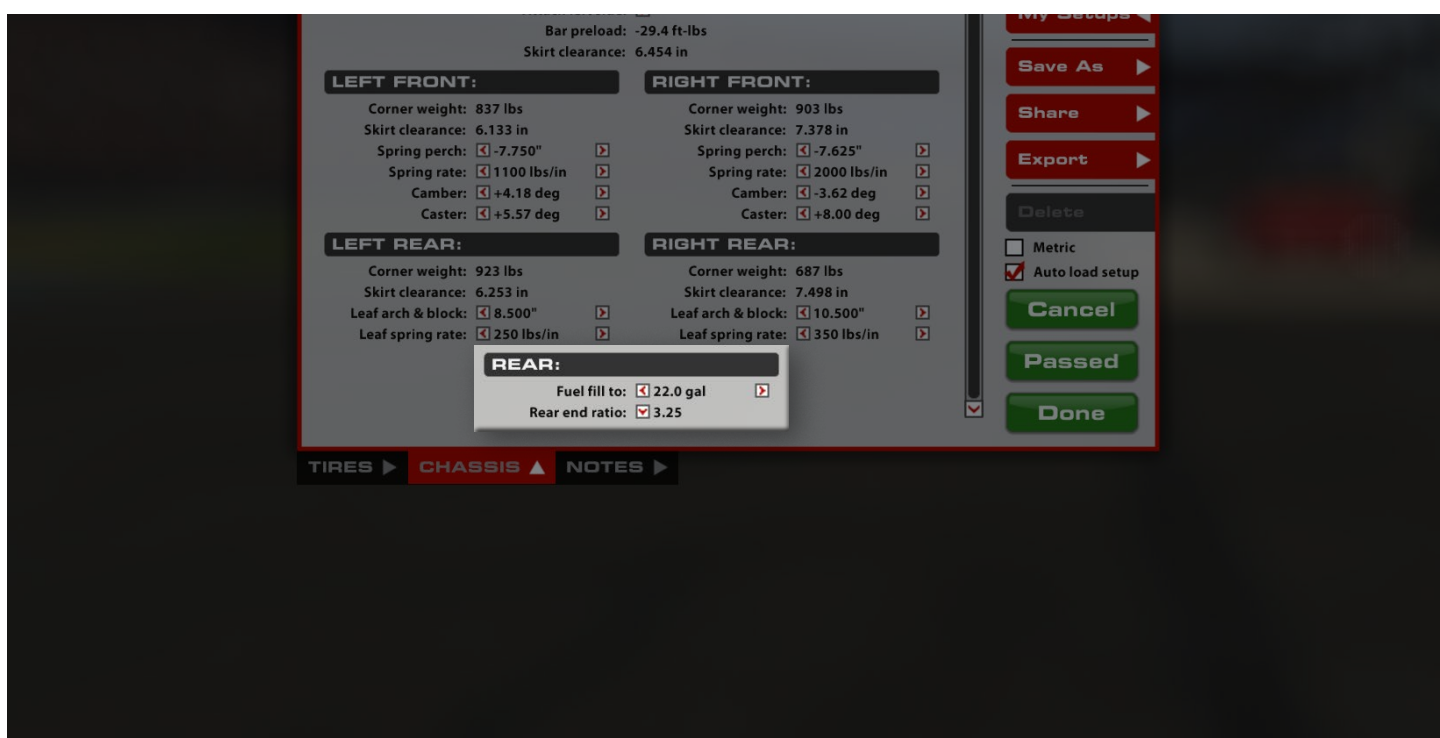 My Setups
Bar preload: -29.4 ft-lbs
Skirt clearance: 6.454 in
Save As
LEFT FRONT: RIGHT FRONT:
Corner weight: 837 lbs Corner weight: 903 lbs
Share
Skirt clearance: 6.133 in Skirt clearance: 7.378 in
Spring perch: -7.750" Spring perch: -7.625"
Export
Spring rate: 1100 lbs/in Spring rate: 2000 lbs/in
Camber: +4.18 deg Camber: -3.62 deg
Caster: +5.57 deg Caster: +8.00 deg
Delete
LEFT REAR: RIGHT REAR:
Metric
Corner weight: 923 lbs Corner weight: 687 lbs
Auto load setup
Skirt clearance: 6.253 in Skirt clearance: 7.498 in
Leaf arch & block: 8.500" Leaf arch & block: 10.500"
Cancel
Leaf spring rate: 250 lbs/in Leaf spring rate: 350 lbs/in
REAR:
Passed
Fuel fill to: 22.0 gal
Rear end ratio: 3.25
Done
TIRES CHASSIS NOTES